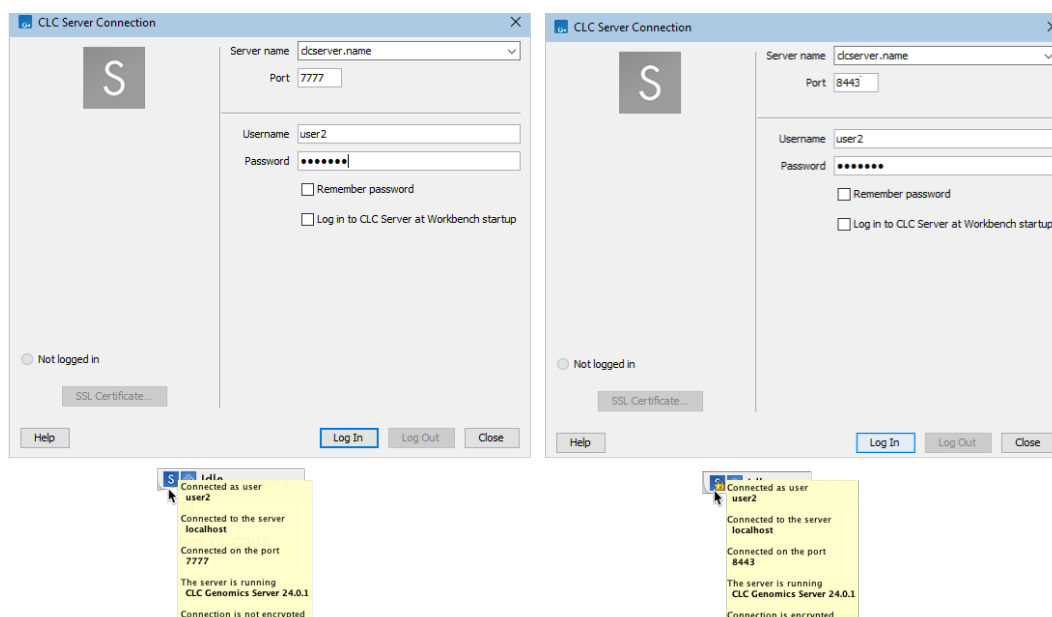 CLC Server Connection
S
Server name clcserver.name
Port 7777
Username user2
Password •••••••
Remember password
Log in to CLC Server at Workbench startup
Not logged in
SSL Certificate...
Help Log In Log Out Close
S Idle
Connected as user
user2
Connected to the server
localhost
Connected on the port
7777
The server is running
CLC Genomics Server 24.0.1
Connection is not encrypted
CLC Server Connection
S
Server name clcserver.name
Port 8443
Username user2
Password •••••••
Remember password
Log in to CLC Server at Workbench startup
Not logged in
SSL Certificate...
Help Log In Log Out Close
Connected as user
user2
Connected to the server
localhost
Connected on the port
8443
The server is running
CLC Genomics Server 24.0.1
Connection is encrypted